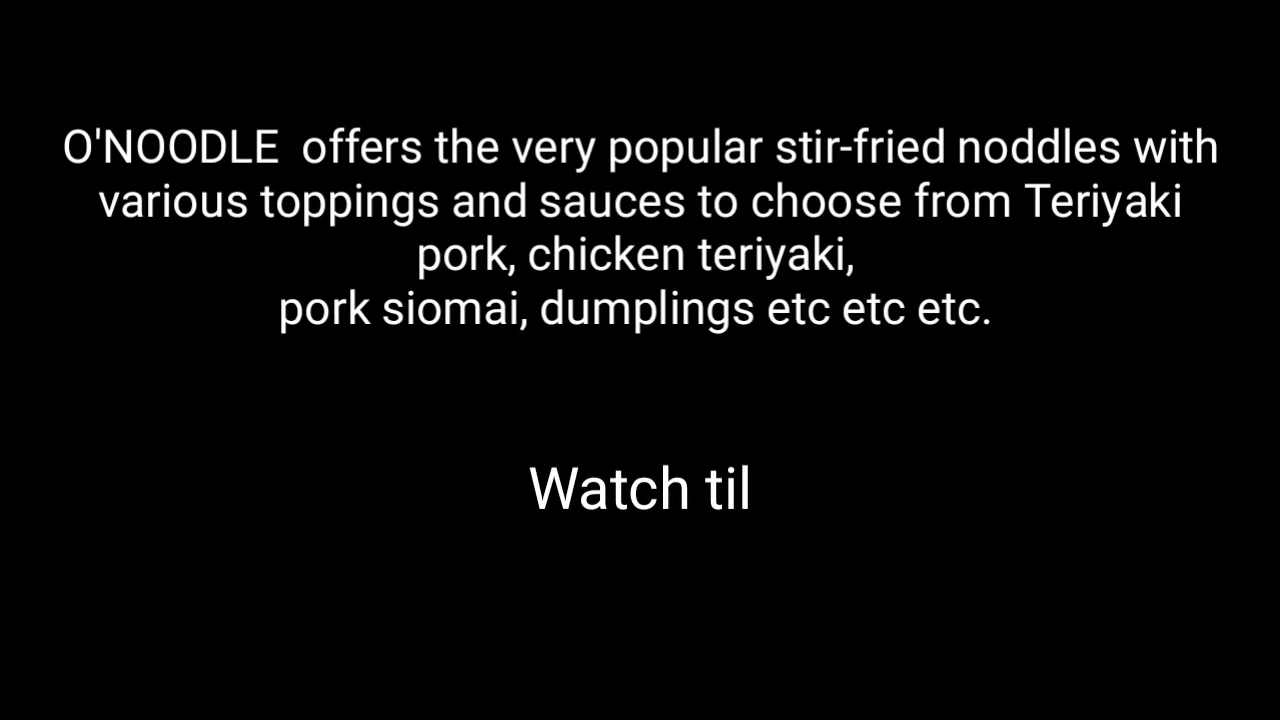 O'NOODLE  offers the very popular stir-fried noddles with
various toppings and sauces to choose from Teriyaki
pork, chicken teriyaki,
pork siomai, dumplings etc etc etc.
Watch til